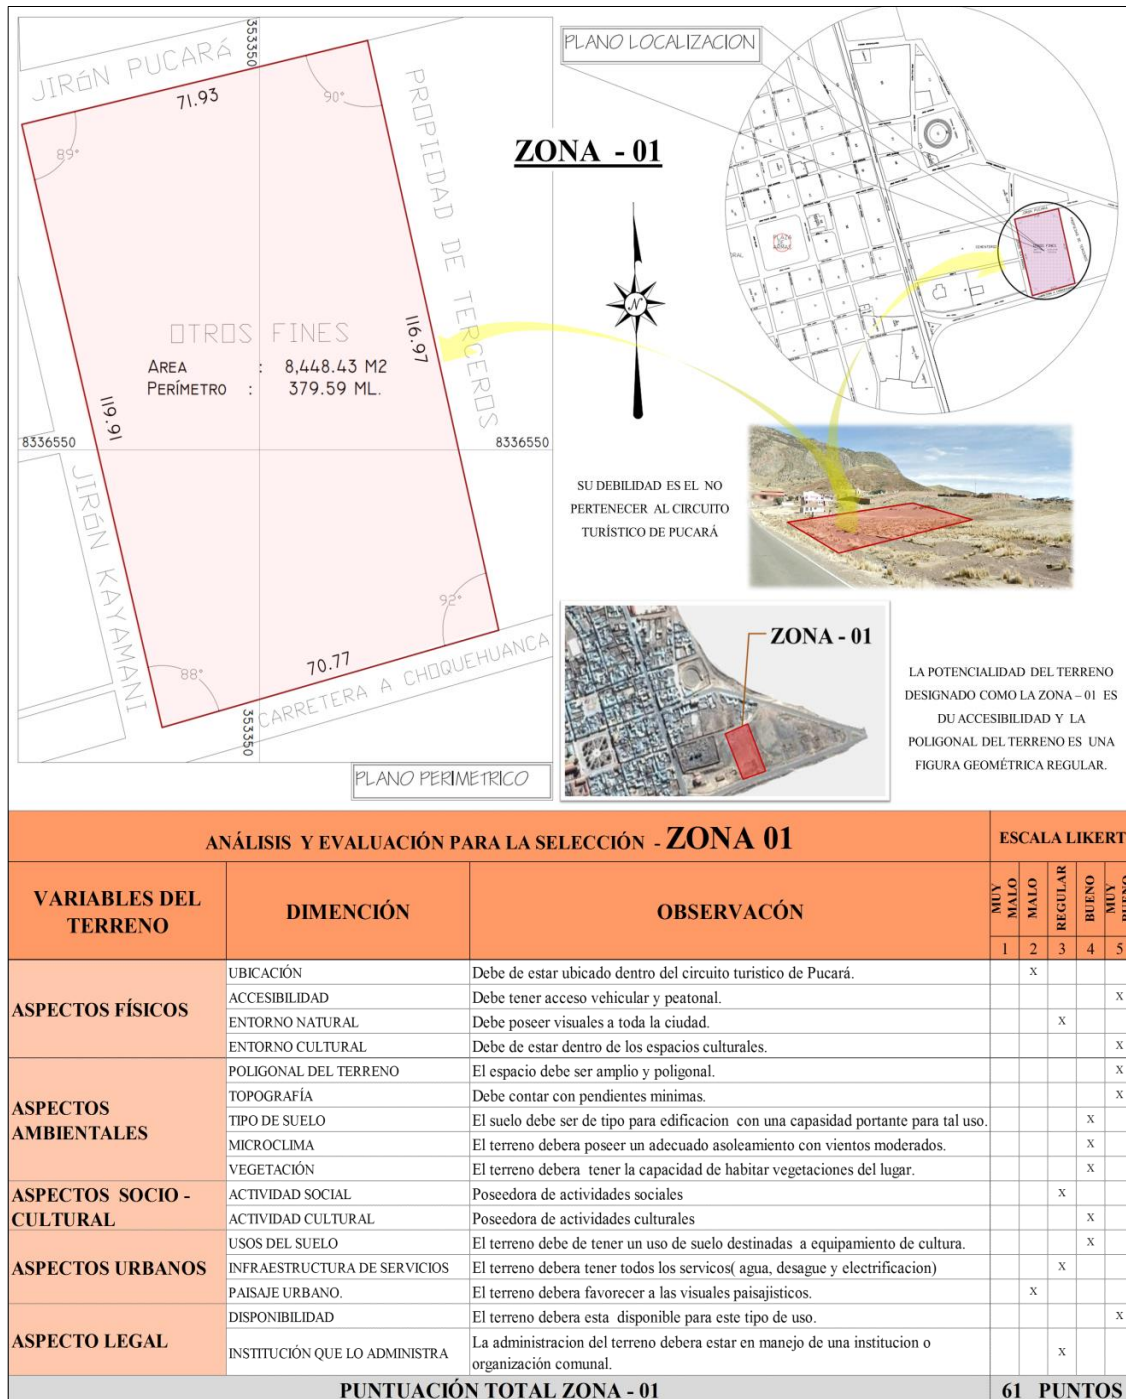 PLANO LOCALIZACION
JIRÓN PUCARÁ
353350
71.93
90°
89°
PROPIEDAD DE TERCEROS
ZONA - 01
N
OTROS FINES
AREA : 8,448.43 M2
PERÍMETRO : 379.59 ML.
116.97
119.91
8336550
8336550
JIRÓN KAYAMANI
92°
88°
70.77
CARRETERA A CHOQUEHUANCA
353350
PLANO PERIMETRICO
JIRÓN PUCARÁ
OTROS FINES
PLAZA DE ARMAS
SU DEBILIDAD ES EL NO
PERTENECER AL CIRCUITO
TURÍSTICO DE PUCARÁ
ZONA - 01
LA POTENCIALIDAD DEL TERRENO
DESIGNADO COMO LA ZONA – 01 ES
DU ACCESIBILIDAD Y LA
POLIGONAL DEL TERRENO ES UNA
FIGURA GEOMÉTRICA REGULAR.
ANÁLISIS Y EVALUACIÓN PARA LA SELECCIÓN - ZONA 01 ESCALA LIKERT
VARIABLES DEL TERRENO DIMENCIÓN OBSERVACÓN MUY MALO MALO REGULAR BUENO MUY BUENO
1 2 3 4 5
ASPECTOS FÍSICOS
UBICACIÓN Debe de estar ubicado dentro del circuito turistico de Pucará. X
ACCESIBILIDAD Debe tener acceso vehicular y peatonal. X
ENTORNO NATURAL Debe poseer visuales a toda la ciudad. X
ENTORNO CULTURAL Debe de estar dentro de los espacios culturales. X
ASPECTOS AMBIENTALES
POLIGONAL DEL TERRENO El espacio debe ser amplio y poligonal. X
TOPOGRAFÍA Debe contar con pendientes minimas. X
TIPO DE SUELO El suelo debe ser de tipo para edificacion con una capasidad portante para tal uso. X
MICROCLIMA El terreno debera poseer un adecuado asoleamiento con vientos moderados. X
VEGETACIÓN El terreno debera tener la capacidad de habitar vegetaciones del lugar. X
ASPECTOS SOCIO - CULTURAL
ACTIVIDAD SOCIAL Poseedora de actividades sociales X
ACTIVIDAD CULTURAL Poseedora de actividades culturales X
ASPECTOS URBANOS
USOS DEL SUELO El terreno debe de tener un uso de suelo destinadas a equipamiento de cultura. X
INFRAESTRUCTURA DE SERVICIOS El terreno debera tener todos los servicos( agua, desague y electrificacion) X
PAISAJE URBANO. El terreno debera favorecer a las visuales paisajisticos. X
ASPECTO LEGAL
DISPONIBILIDAD El terreno debera esta disponible para este tipo de uso. X
INSTITUCIÓN QUE LO ADMINISTRA La administracion del terreno debera estar en manejo de una institucion o
organización comunal. X
PUNTUACIÓN TOTAL ZONA - 01 61 PUNTOS